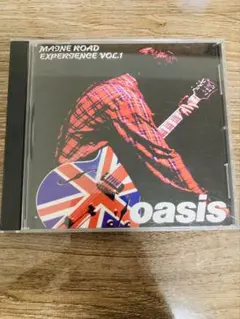 MAINE ROAD
EXPERIENCE VOL.1
oasis